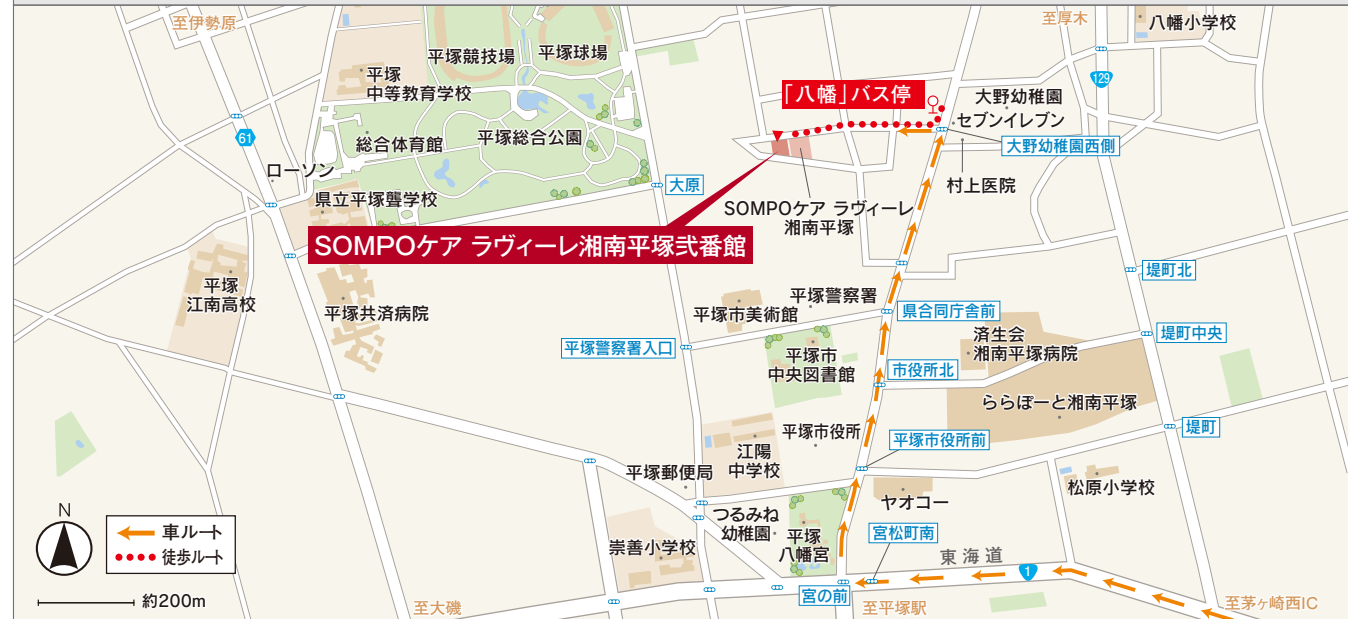 至伊勢原
至厚木
八幡小学校
平塚競技場
平塚球場
平塚
中等教育学校
129
「八幡」バス停
大野幼稚園
セブンイレブン
61
総合体育館
平塚総合公園
大野幼稚園西側
ローソン
大原
村上医院
県立平塚聾学校
SOMPOケア ラヴィーレ
湘南平塚
SOMPOケア ラヴィーレ湘南平塚弐番館
堤町北
平塚
江南高校
平塚共済病院
平塚市美術館
平塚警察署
県合同庁舎前
済生会
湘南平塚病院
堤町中央
平塚警察署入口
平塚市
中央図書館
市役所北
ららぽーと湘南平塚
平塚市役所
平塚市役所前
堤町
江陽
中学校
平塚郵便局
松原小学校
ヤオコー
N
車ルート
徒歩ルート
つるみね
幼稚園
平塚
八幡宮
宮松町南
崇善小学校
東海道
1
宮の前
約200m
至大磯
至平塚駅
至茅ヶ崎西IC